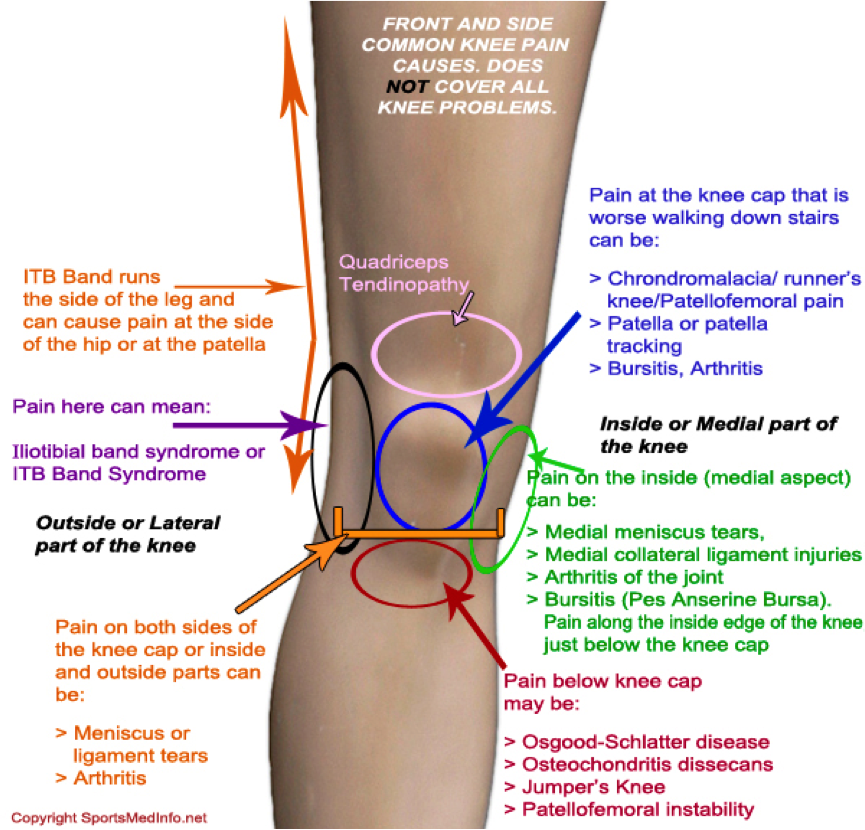 FRONT AND SIDE
COMMON KNEE PAIN
CAUSES. DOES
NOT COVER ALL
KNEE PROBLEMS.
Pain at the knee cap that is
worse walking down stairs
can be:
> Chrondromalacia/ runner's
knee/Patellofemoral pain
> Patella or patella
tracking
> Bursitis, Arthritis
Quadriceps
Tendinopathy
ITB Band runs
the side of the leg and
can cause pain at the side
of the hip or at the patella
Pain here can mean:
Iliotibial band syndrome or
ITB Band Syndrome
Outside or Lateral
part of the knee
Inside or Medial part of
the knee
Pain on the inside (medial aspect)
can be:
> Medial meniscus tears,
> Medial collateral ligament injuries
> Arthritis of the joint
> Bursitis (Pes Anserine Bursa).
Pain along the inside edge of the knee
just below the knee cap
Pain on both sides of
the knee cap or inside
and outside parts can
be:
> Meniscus or
ligament tears
> Arthritis
Pain below knee cap
may be:
> Osgood-Schlatter disease
> Osteochondritis dissecans
> Jumper's Knee
> Patellofemoral instability
Copyright SportsMedInfo.net